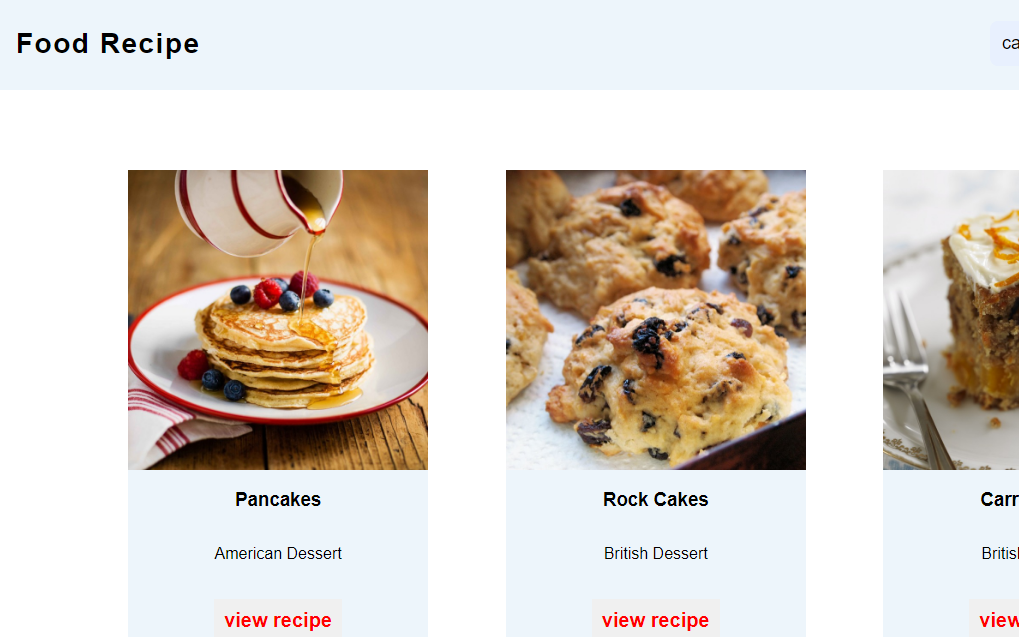 Food Recipe
ca
Pancakes
Rock Cakes
Carr
American Dessert
British Dessert
Britis
view recipe
view recipe
view